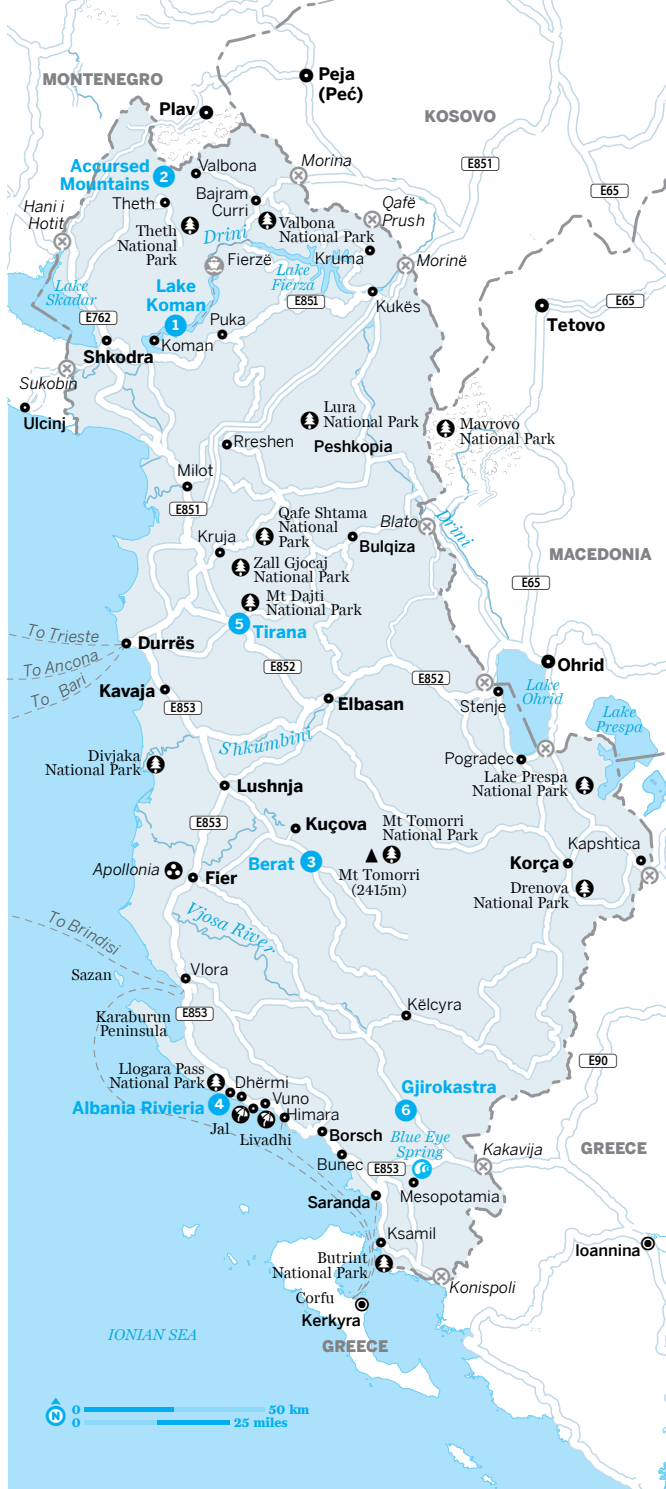 MONTENEGRO
Peja
(Peć)
Plav
KOSOVO
Accursed
Mountains
2
Valbona
Morina
E851
E65
Theth
Bajram
Curri
Hani i
Hotit
Qafë
Prush
Theth
National
Park
Drini
Valbona
National Park
Fierzë
Kruma
Morinë
Lake
Fierza
Lake
Skadar
Lake
Koman
1
E851
Kukës
E65
Tetovo
E762
Puka
Koman
Shkodra
Sukobin
Ulcinj
Lura
National Park
Mavrovo
National Park
Rreshen
Peshkopia
Milot
E851
Qafe Shtama
National
Park
Blato
Drini
Kruja
Bulqiza
MACEDONIA
Zall Gjocaj
National Park
E65
Mt Dajti
National Park
5
Tirana
To Trieste
Durrës
To Ancona
To Bari
Ohrid
E852
E852
Kavaja
Elbasan
Stenje
Lake
Ohrid
E853
Lake
Prespa
Shkumbini
Divjaka
National Park
Pogradec
Lake Prespa
National Park
Lushnja
E853
Kuçova
Mt Tomorri
National Park
Kapshtica
Apollonia
Berat
3
Mt Tomorri
(2415m)
Korça
Fier
Drenova
National Park
To Brindisi
Vjosa River
Sazan
Vlora
Karaburun
Peninsula
E853
Këlcyra
E90
Llogara Pass
National Park
Dhërmi
Gjirokastra
6
Albania Rivieria
4
Vuno
Himara
Jal
Livadhi
Borsch
Blue Eye
Spring
Kakavija
GREECE
Bunec
E853
Mesopotamia
Saranda
Ksamil
Ioannina
Butrint
National Park
Konispoli
Corfu
Kerkyra
IONIAN SEA
GREECE
N
0
50 km
0
25 miles